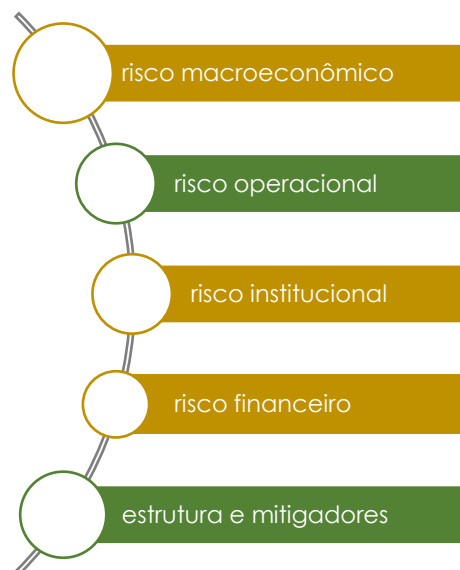 risco macroeconômico
risco operacional
risco institucional
risco financeiro
estrutura e mitigadores